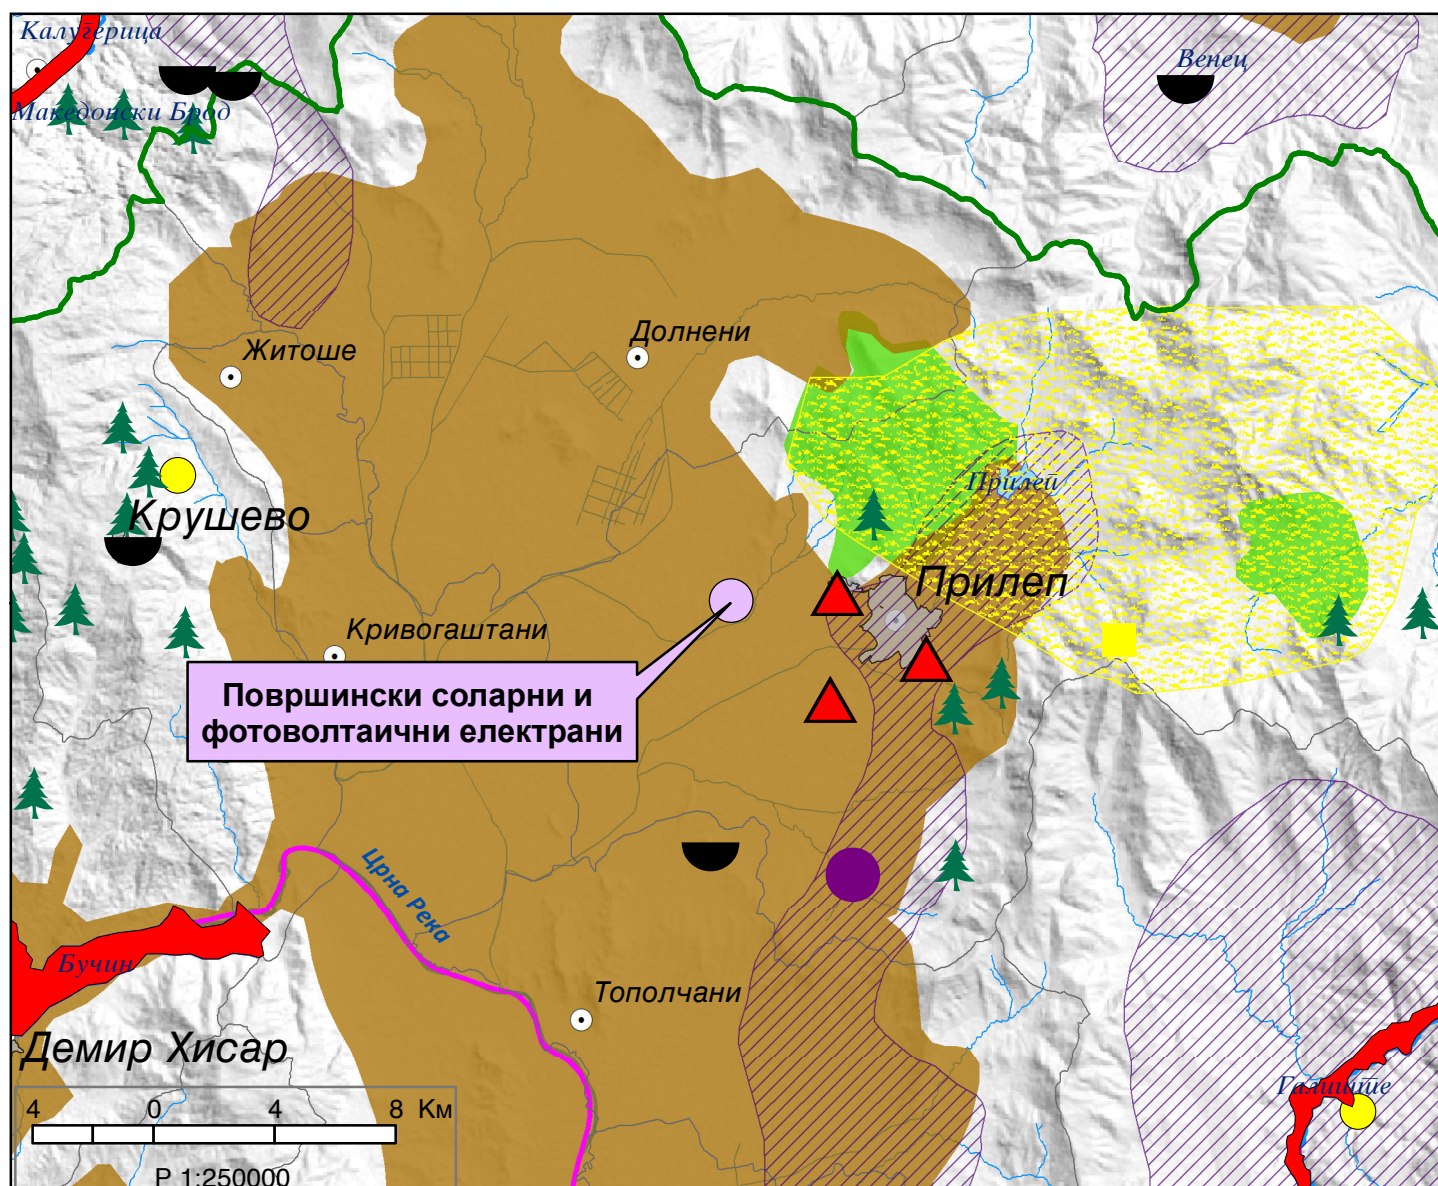 Калугерица
Венец
Македонски Брод
Долнени
Житоше
Прилеп
Крушево
Прилеп
Кривогаштани
Површински соларни и
фотоволтаични електрани
Црна Река
Бучин
Тополчани
Демир Хисар
Галиште
4 0 4 8 Км
Р 1:250000